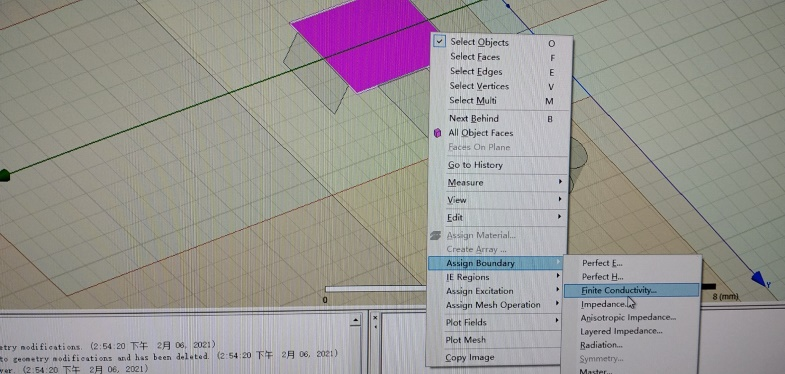 Select Objects O
Select Faces F
Select Edges E
Select Vertices V
Select Multi M
Next Behind B
All Object Faces
Faces On Plane
Go to History
Measure
View
Edit
Assign Material...
Create Array ...
Assign Boundary
IE Regions
Assign Excitation
Assign Mesh Operation
Plot Fields
Plot Mesh
Copy Image
Perfect E...
Perfect H...
Finite Conductivity...
Impedance...
Anisotropic Impedance...
Layered Impedance...
Radiation...
Symmetry...
Master...
0
8 (mm)
Y
etry modifications. (2:54:20 下午 2月 06, 2021)
to geometry modifications and has been deleted. (2:54:20 下午 2月 06, 2021)
ver. (2:54:20 下午 2月 06, 2021)